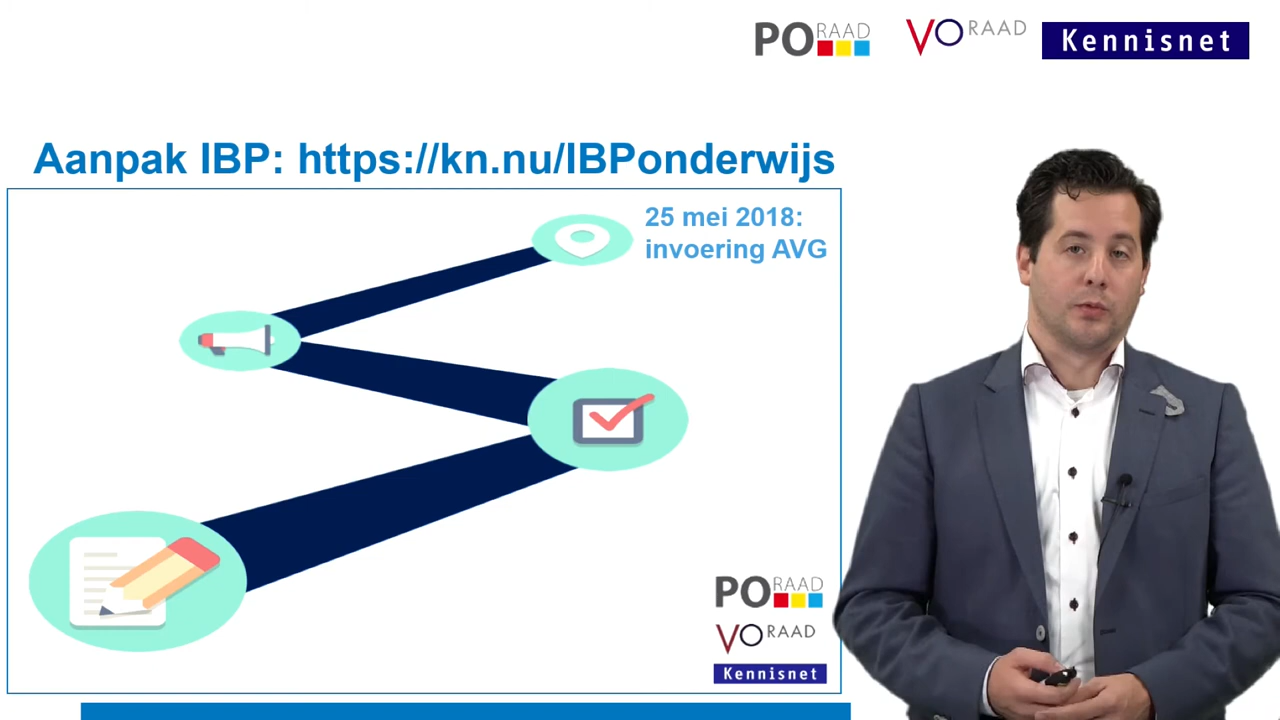 PO RAAD
VO RAAD
Kennisnet
Aanpak IBP: https://kn.nu/IBPonderwijs
25 mei 2018:
invoering AVG
PO RAAD
VO RAAD
Kennisnet